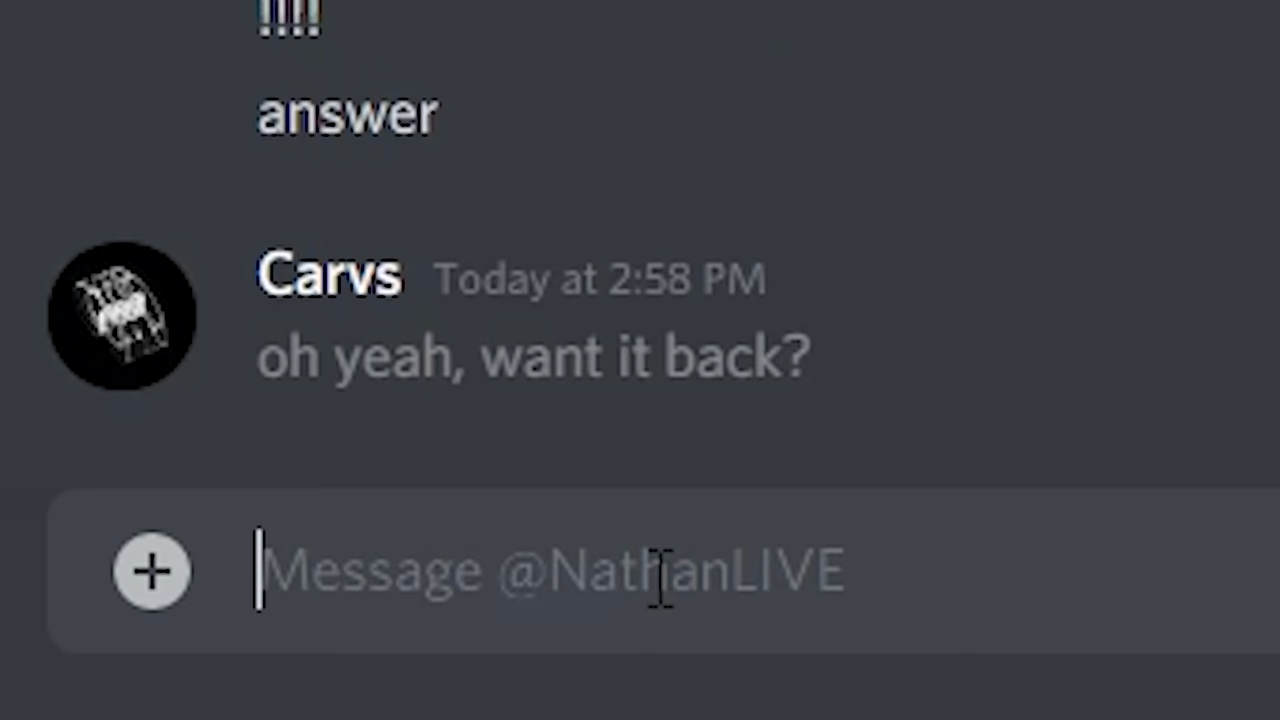 !!!!
answer
Carvs Today at 2:58 PM
oh yeah, want it back?
Message @NathanLIVE